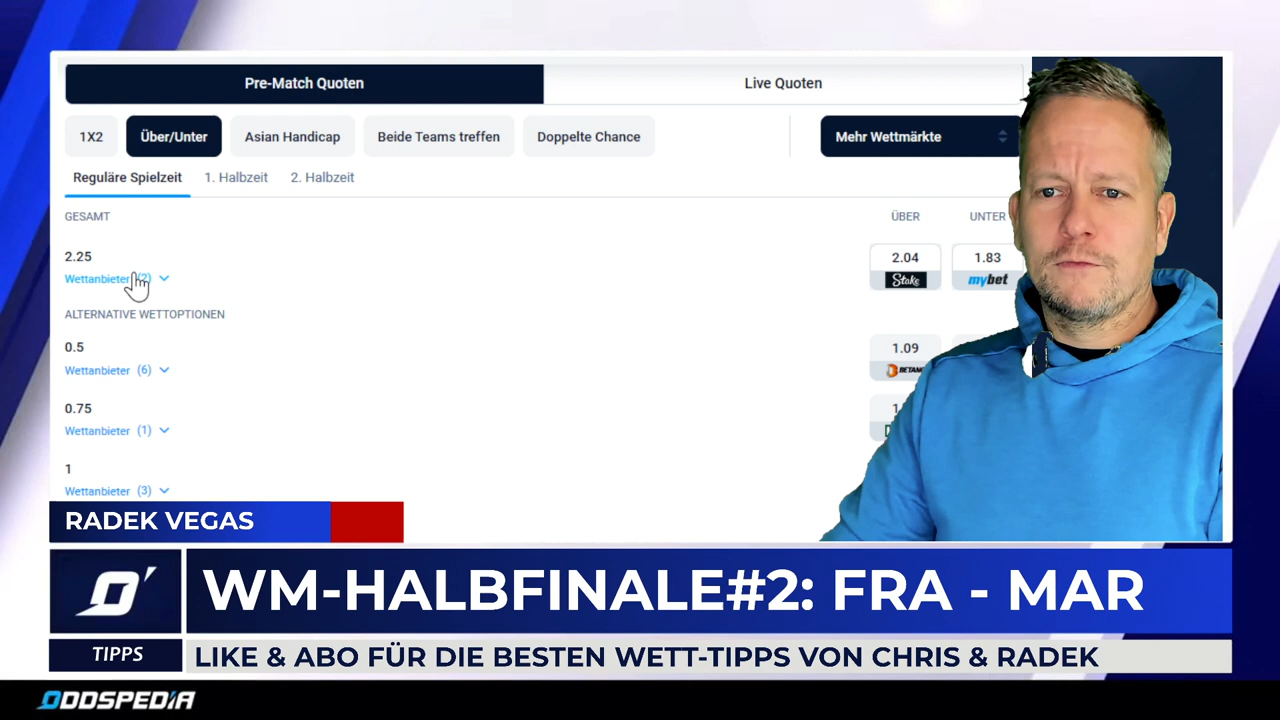 Pre-Match Quoten
Live Quoten
1X2
Über/Unter
Asian Handicap
Beide Teams treffen
Doppelte Chance
Mehr Wettmärkte
Reguläre Spielzeit
1. Halbzeit
2. Halbzeit
GESAMT
ÜBER
UNTER
2.25
2.04
1.83
Wettanbieter (2)
Stake
mybet
ALTERNATIVE WETTOPTIONEN
0.5
1.09
Wettanbieter (6)
0.75
Wettanbieter (1)
1
Wettanbieter (3)
RADEK VEGAS
WM-HALBFINALE#2: FRA - MAR
TIPPS
LIKE & ABO FÜR DIE BESTEN WETT-TIPPS VON CHRIS & RADEK
ODDSPEDIA